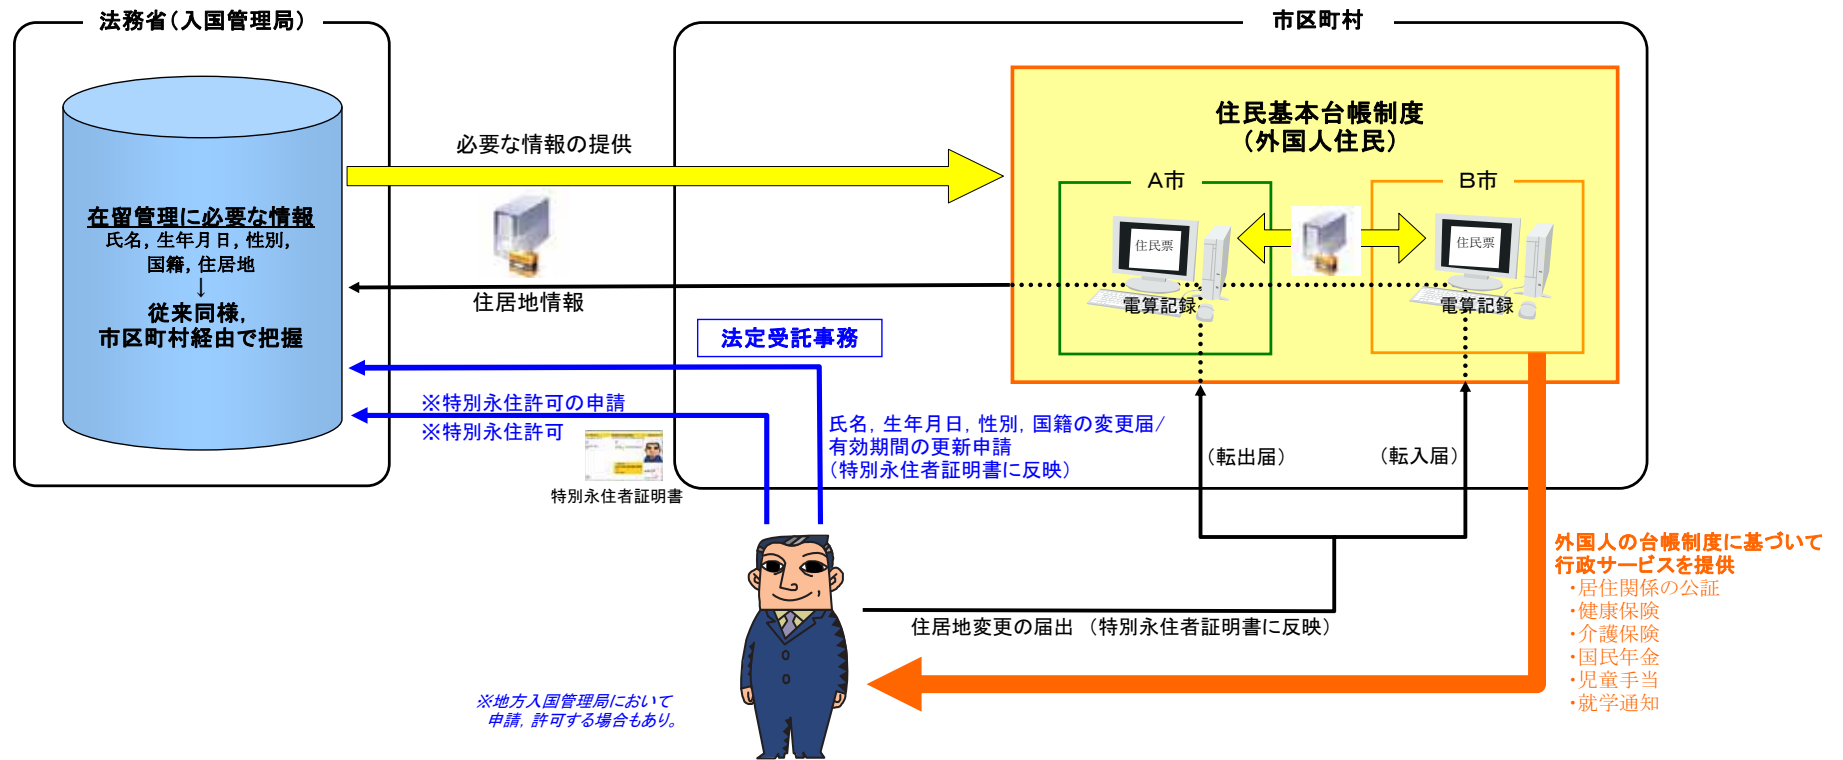 法務省（入国管理局）
市区町村
住民基本台帳制度
（外国人住民）
必要な情報の提供
A市
B市
在留管理に必要な情報
氏名，生年月日，性別，
国籍，住居地
↓
従来同様，
市区町村経由で把握
住民票
住民票
電算記録
電算記録
住居地情報
法定受託事務
※特別永住許可の申請
※特別永住許可
特別永住者証明書
氏名，生年月日，性別，国籍の変更届/
有効期間の更新申請
（特別永住者証明書に反映）
（転出届）
（転入届）
外国人の台帳制度に基づいて
行政サービスを提供
・居住関係の公証
・健康保険
・介護保険
・国民年金
・児童手当
・就学通知
住居地変更の届出 （特別永住者証明書に反映）
※地方入国管理局において
申請，許可する場合もあり。